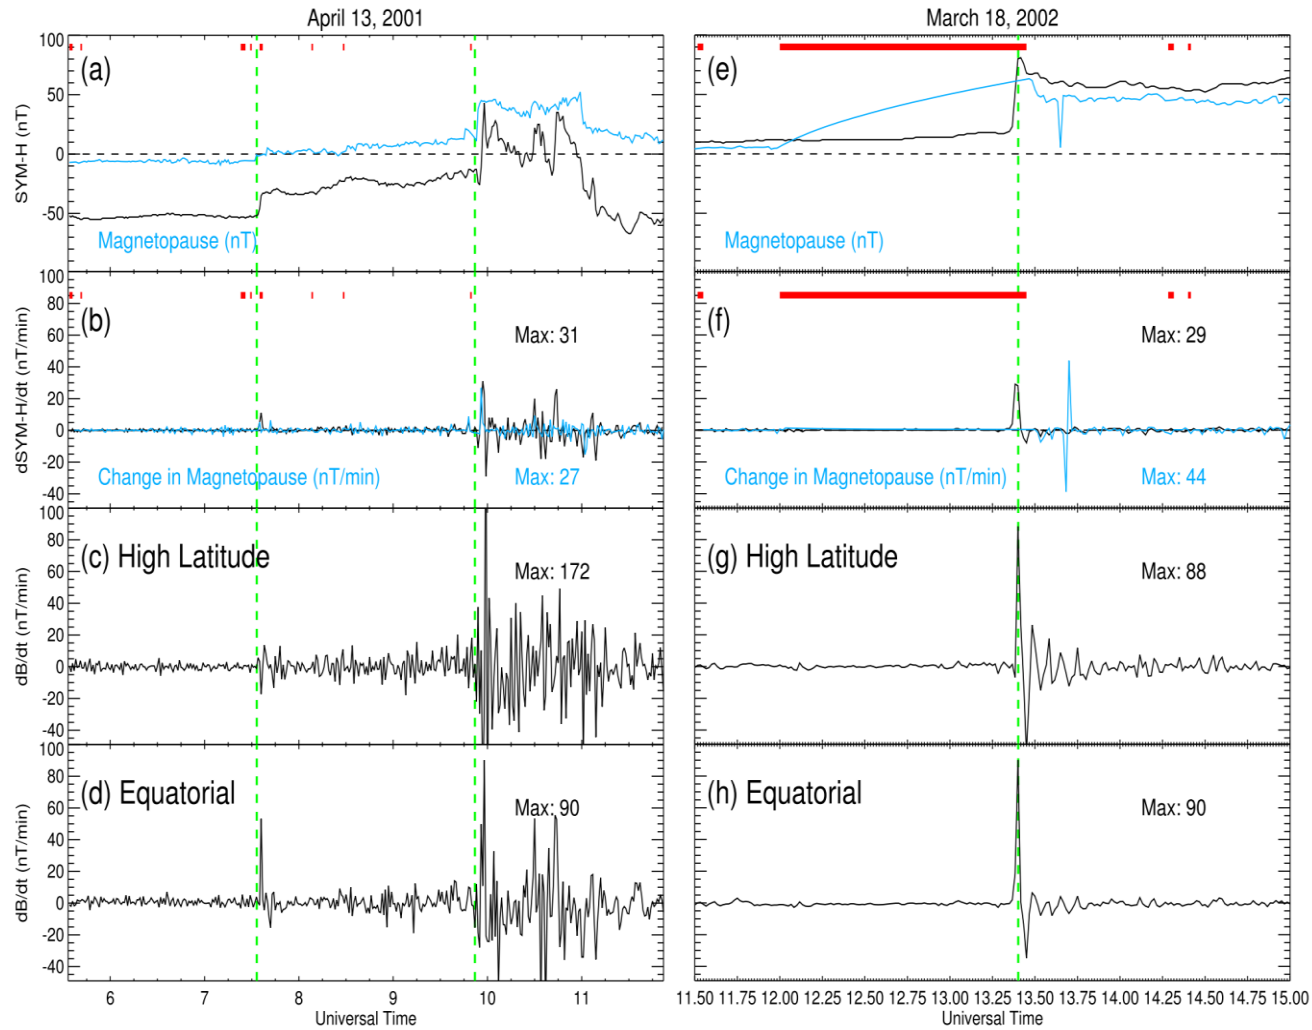 April 13, 2001
March 18, 2002
100
50
0
-50
SYM-H (nT)
(a)
Magnetopause (nT)
(e)
Magnetopause (nT)
100
80
60
40
20
0
-20
-40
dSYM-H/dt (nT/min)
(b)
Max: 31
Change in Magnetopause (nT/min)
Max: 27
(f)
Max: 29
Change in Magnetopause (nT/min)
Max: 44
100
80
60
40
20
0
-20
-40
dB/dt (nT/min)
(c) High Latitude
Max: 172
(g) High Latitude
Max: 88
100
80
60
40
20
0
-20
-40
dB/dt (nT/min)
(d) Equatorial
Max: 90
(h) Equatorial
Max: 90
6 7 8 9 10 11
Universal Time
11.50 11.75 12.00 12.25 12.50 12.75 13.00 13.25 13.50 13.75 14.00 14.25 14.50 14.75 15.00
Universal Time